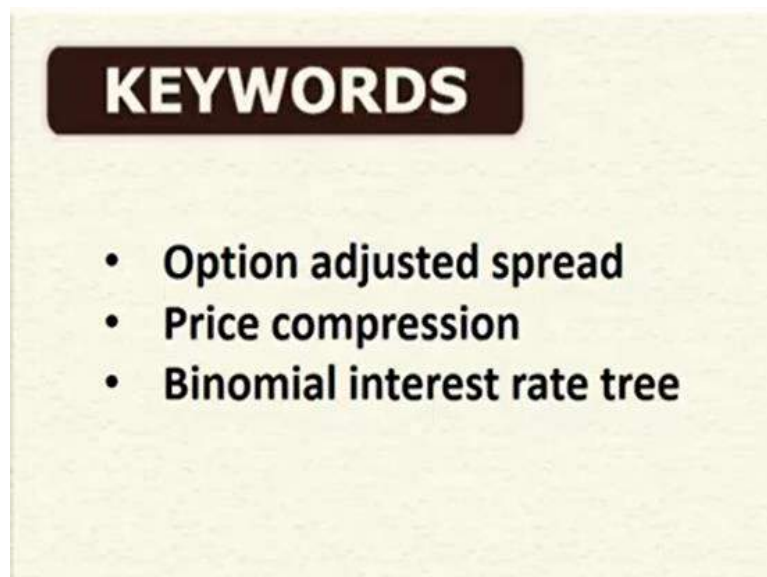 KEYWORDS
• Option adjusted spread
• Price compression
• Binomial interest rate tree